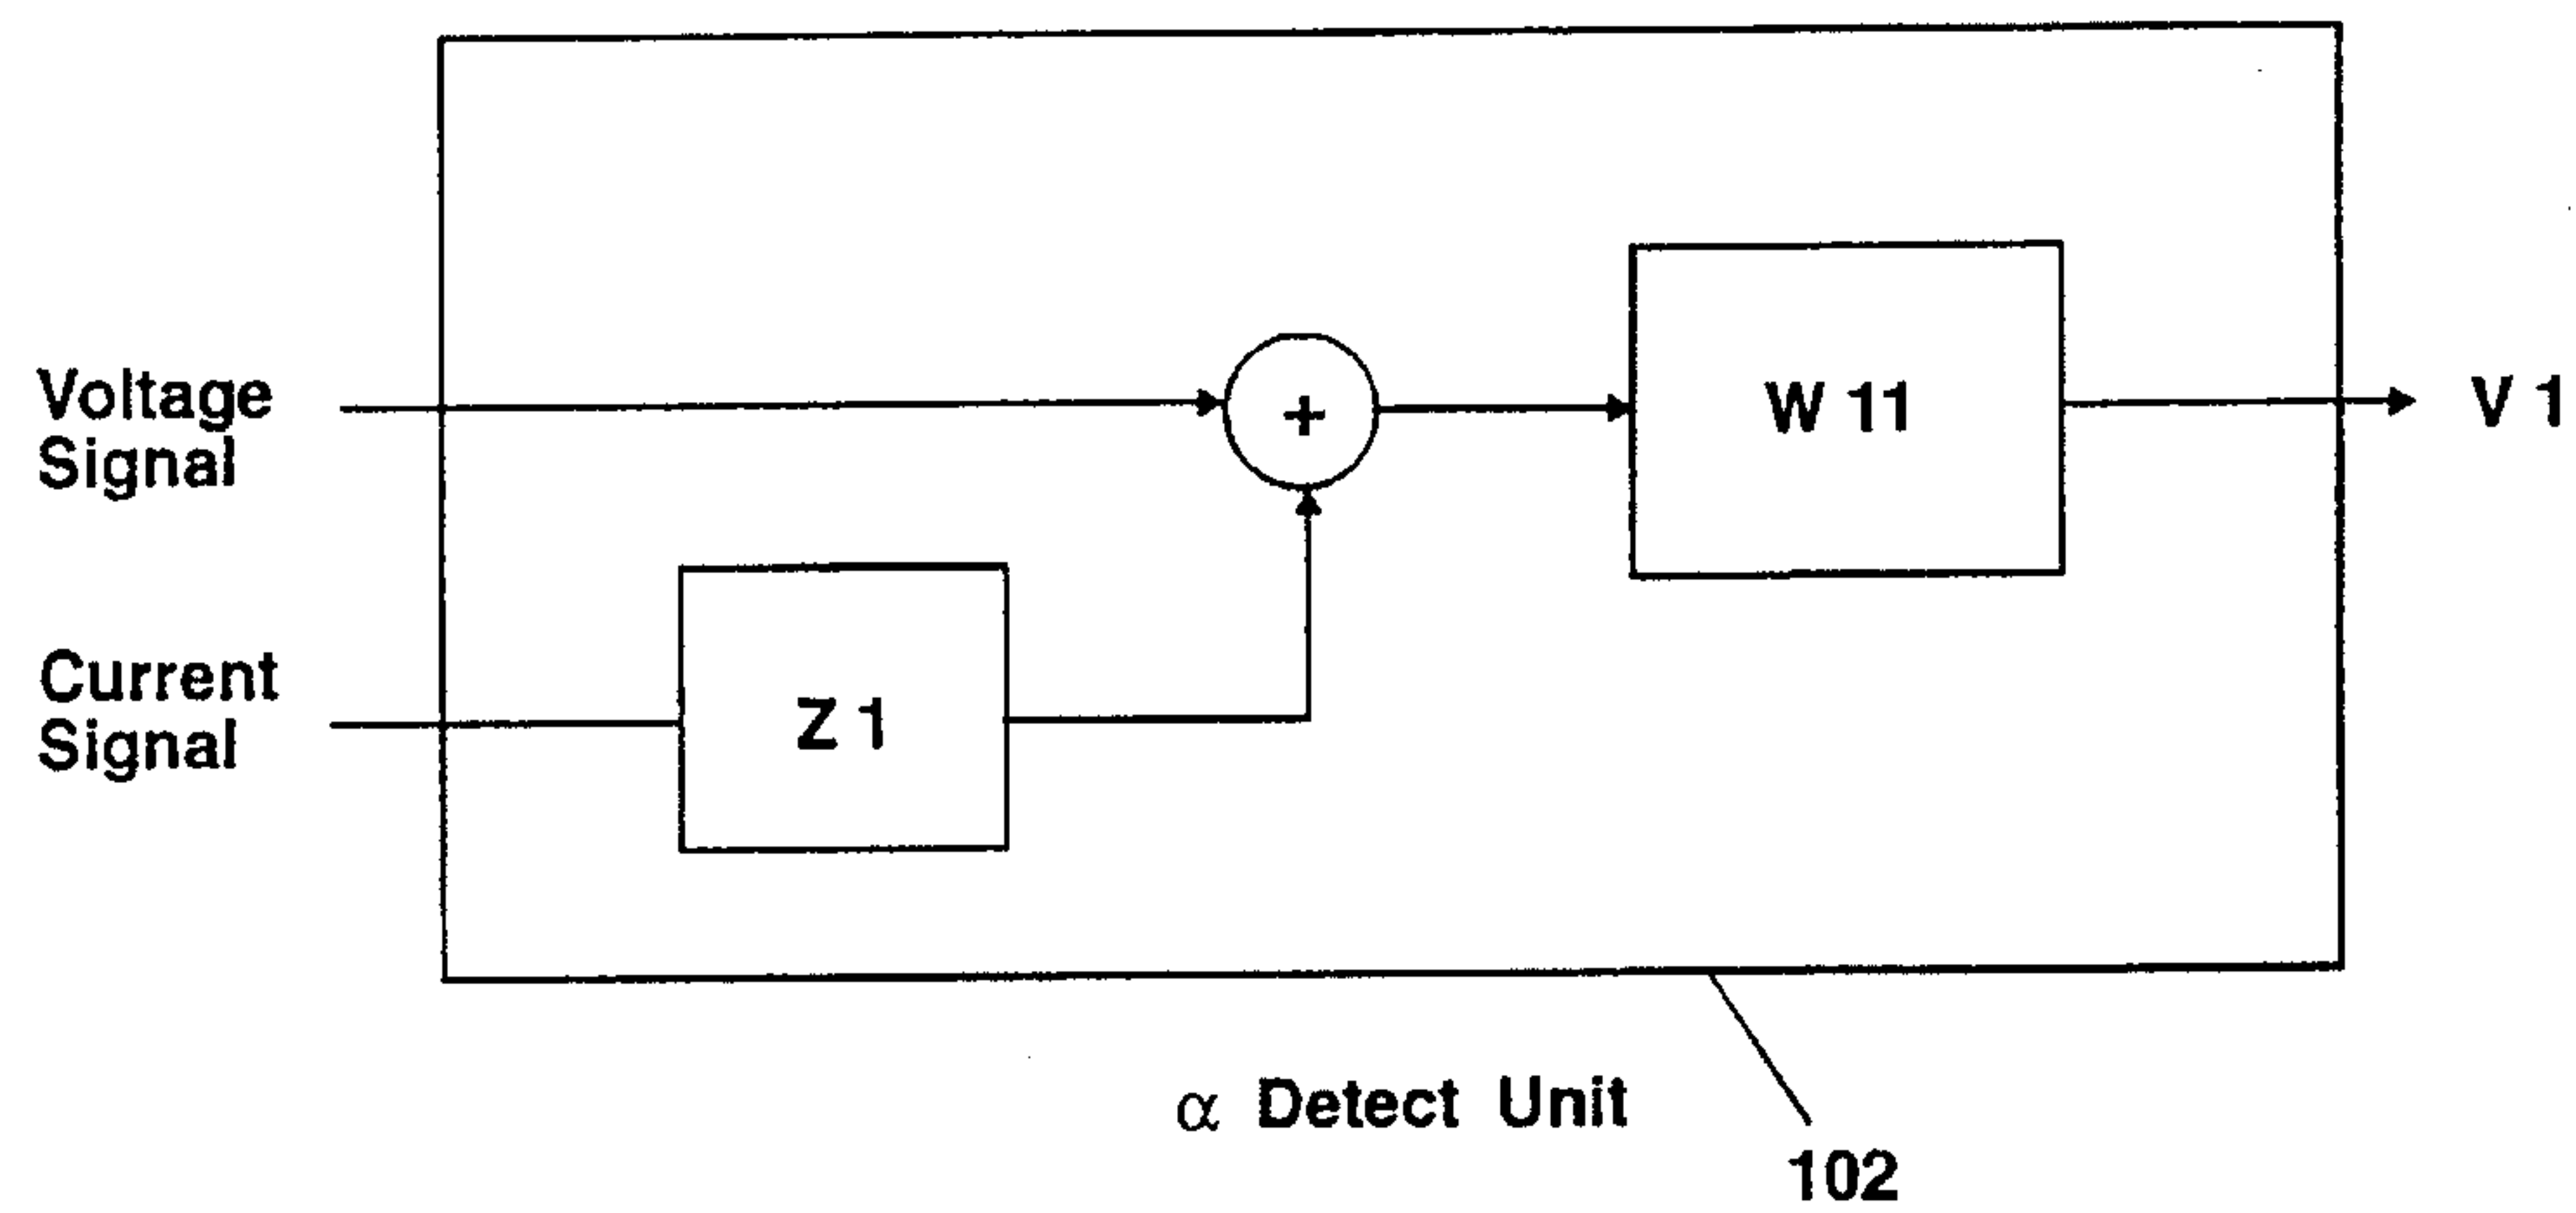 Voltage
Signal
+
W 11
V 1
Current
Signal
Z 1
α Detect Unit
102